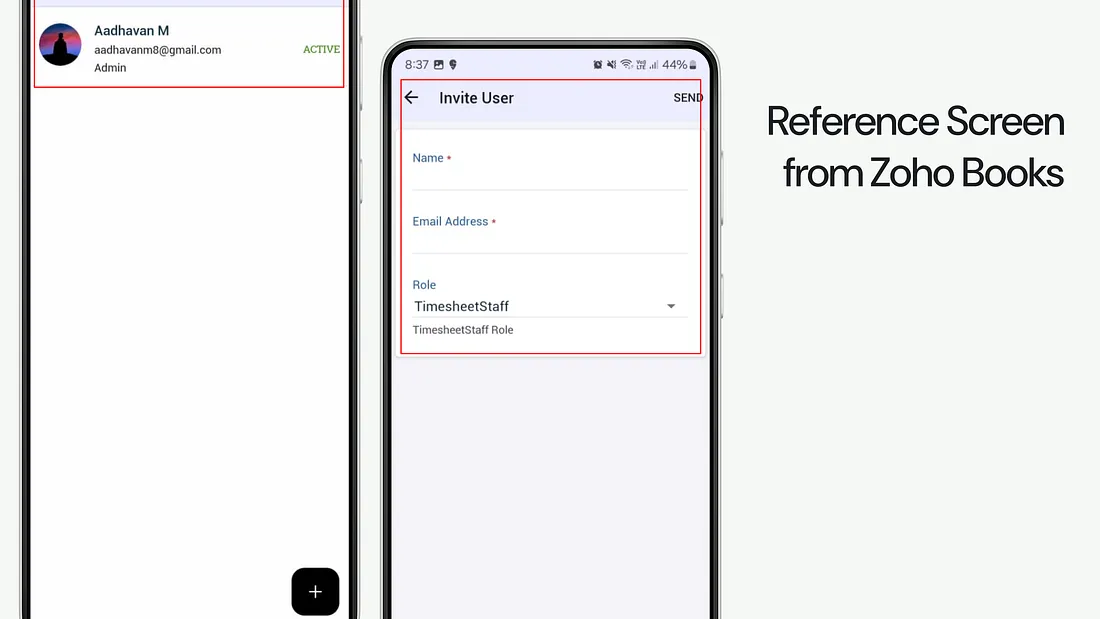 Aadhavan M
aadhavanm8@gmail.com
ACTIVE
Admin
+
8:37
44%
Invite User
SEND
Name *
Email Address *
Role
TimesheetStaff
TimesheetStaff Role
Reference Screen
from Zoho Books